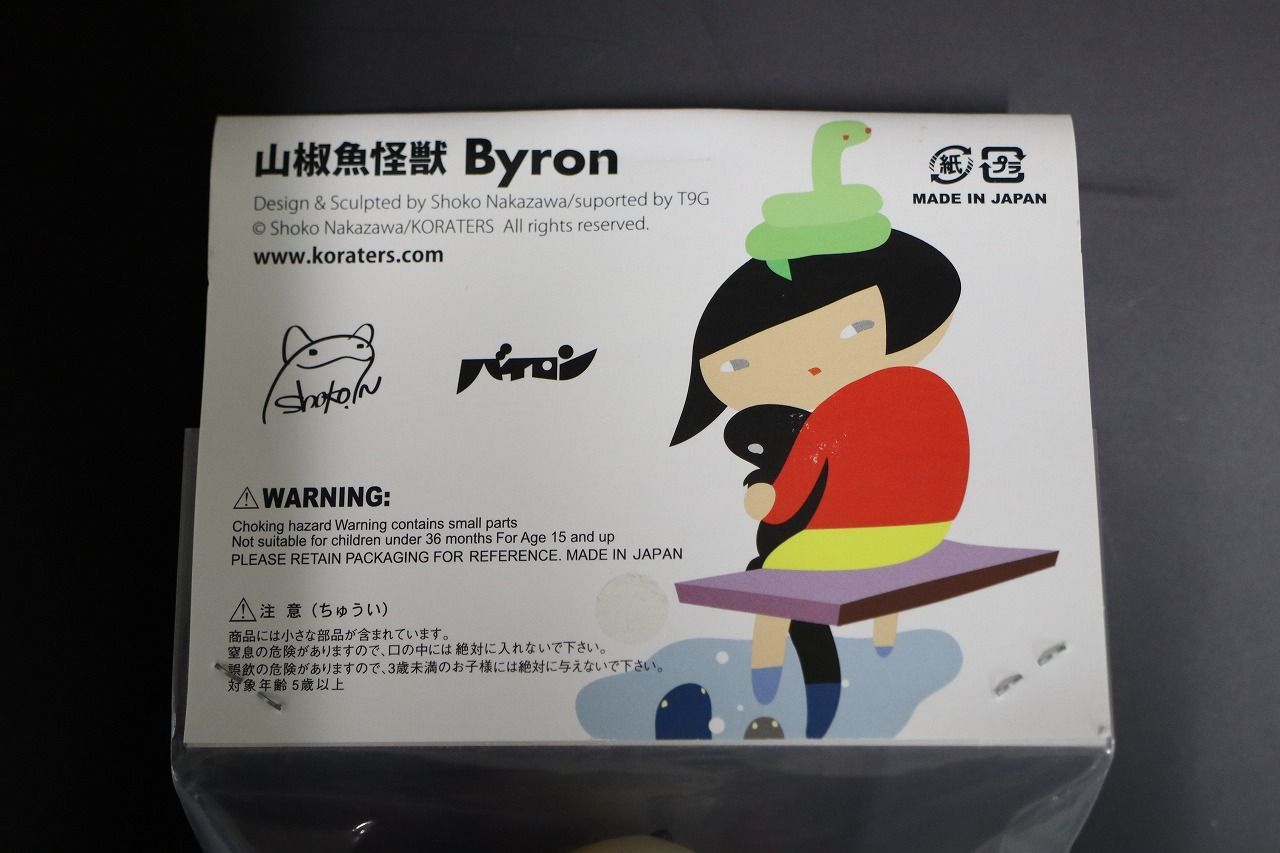 山椒魚怪獣 Byron
Design & Sculpted by Shoko Nakazawa/suported by T9G
© Shoko Nakazawa/KORATERS All rights reserved.
www.koraters.com
紙 プラ
MADE IN JAPAN
Shoko.N
バイロン
⚠WARNING:
Choking hazard Warning contains small parts
Not suitable for children under 36 months For Age 15 and up
PLEASE RETAIN PACKAGING FOR REFERENCE. MADE IN JAPAN
⚠注 意（ちゅうい）
商品には小さな部品が含まれています。
窒息の危険がありますので、口の中には絶対に入れないで下さい。
誤飲の危険がありますので、3歳未満のお子様には絶対に与えないで下さい。
対象年齢 5歳以上